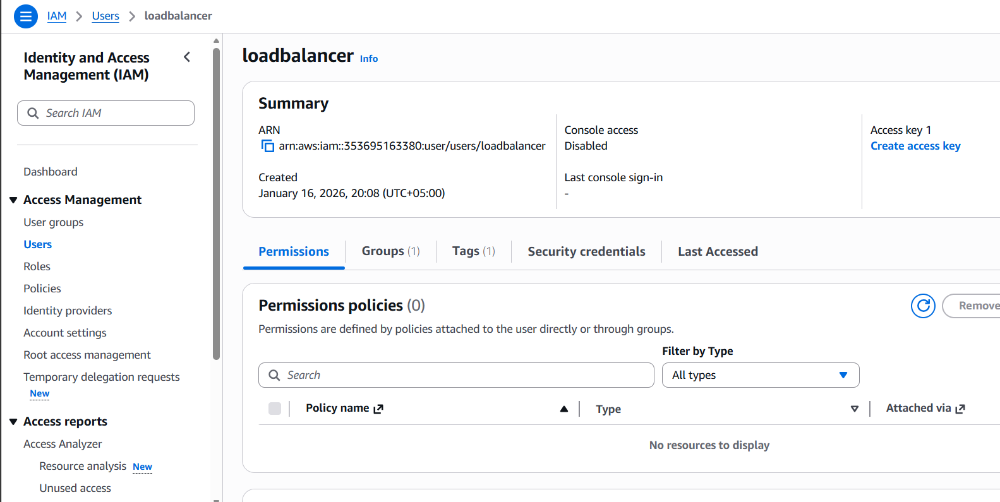 IAM > Users > loadbalancer
Identity and Access
Management (IAM)
Search IAM
Dashboard
Access Management
User groups
Users
Roles
Policies
Identity providers
Account settings
Root access management
Temporary delegation requests
New
Access reports
Access Analyzer
Resource analysis New
Unused access
loadbalancer Info
Summary
ARN
arn:aws:iam::353695163380:user/users/loadbalancer
Created
January 16, 2026, 20:08 (UTC+05:00)
Console access
Disabled
Last console sign-in
-
Access key 1
Create access key
Permissions Groups (1) Tags (1) Security credentials Last Accessed
Permissions policies (0)
Remove
Permissions are defined by policies attached to the user directly or through groups.
Filter by Type
Search
All types
Policy name Type Attached via
No resources to display